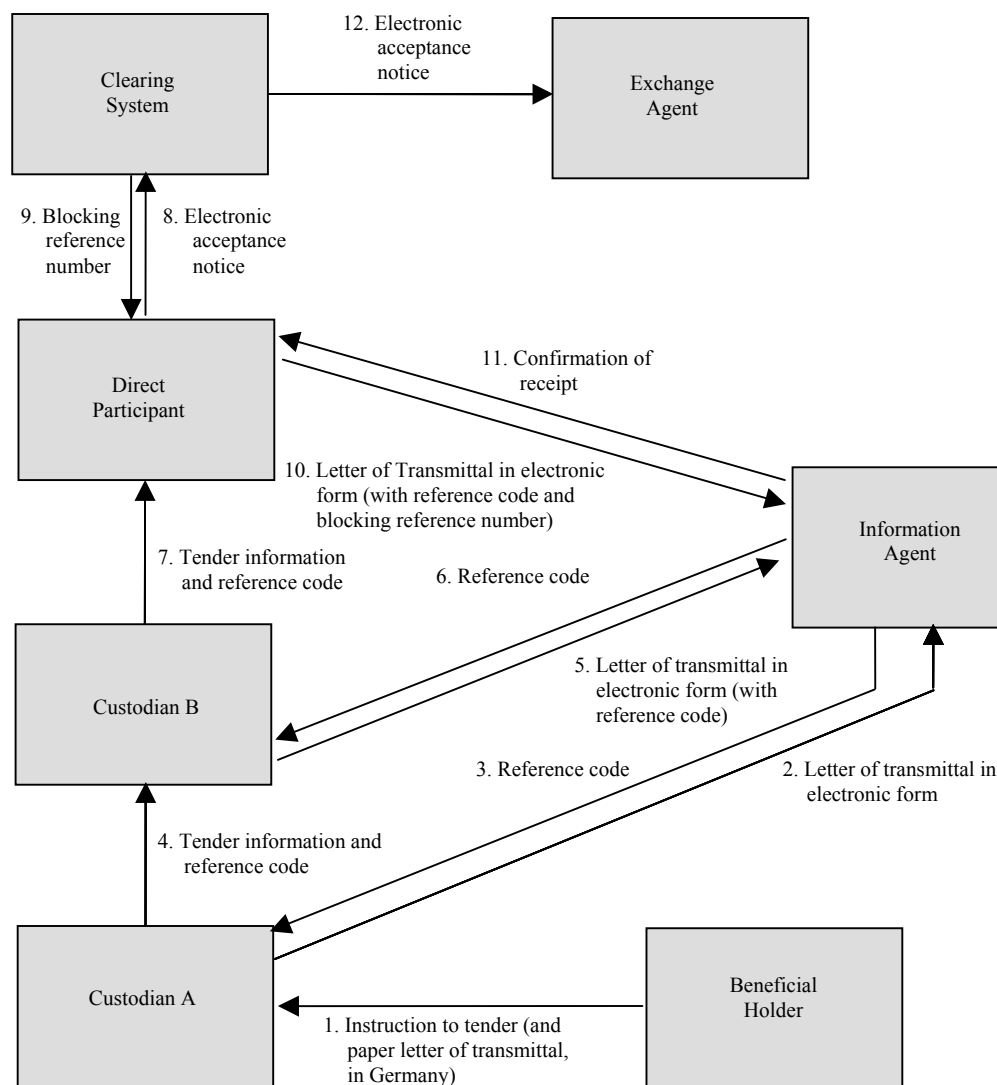 12. Electronic
acceptance
notice
Clearing
System
Exchange
Agent
9. Blocking
reference
number
8. Electronic
acceptance
notice
11. Confirmation of
receipt
Direct
Participant
10. Letter of Transmittal in electronic
form (with reference code and
blocking reference number)
Information
Agent
7. Tender information
and reference code
6. Reference code
5. Letter of transmittal in
electronic form (with
reference code)
Custodian B
3. Reference code
2. Letter of transmittal in
electronic form
4. Tender information and
reference code
Custodian A
Beneficial
Holder
1. Instruction to tender (and
paper letter of transmittal,
in Germany)